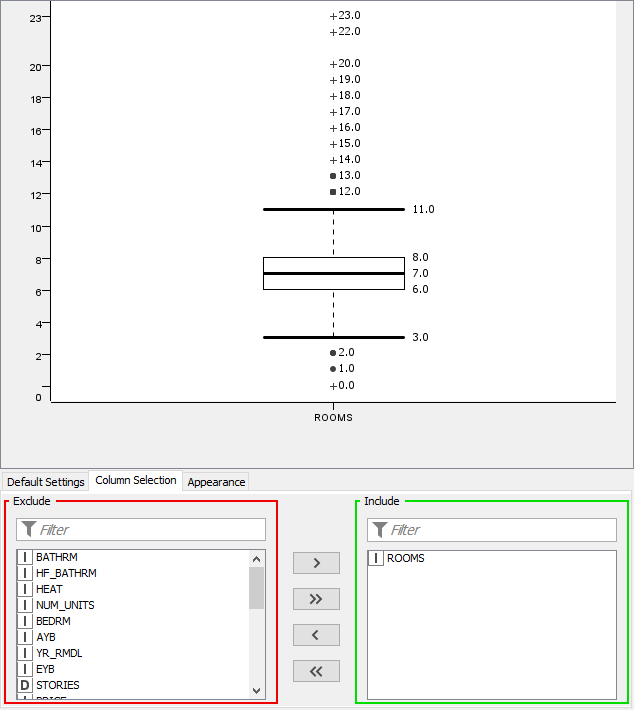 23
20
18
16
14
12
10
8
6
4
2
0
23.0
22.0
20.0
19.0
18.0
17.0
16.0
15.0
14.0
13.0
12.0
11.0
8.0
7.0
6.0
3.0
2.0
1.0
0.0
ROOMS
Default Settings Column Selection Appearance
Exclude
Filter
I BATHRM
I HF_BATHRM
I HEAT
I NUM_UNITS
I BEDRM
I AYB
I YR_RMDL
I EYB
D STORIES
> 
>>
<
<<
Include
Filter
I ROOMS